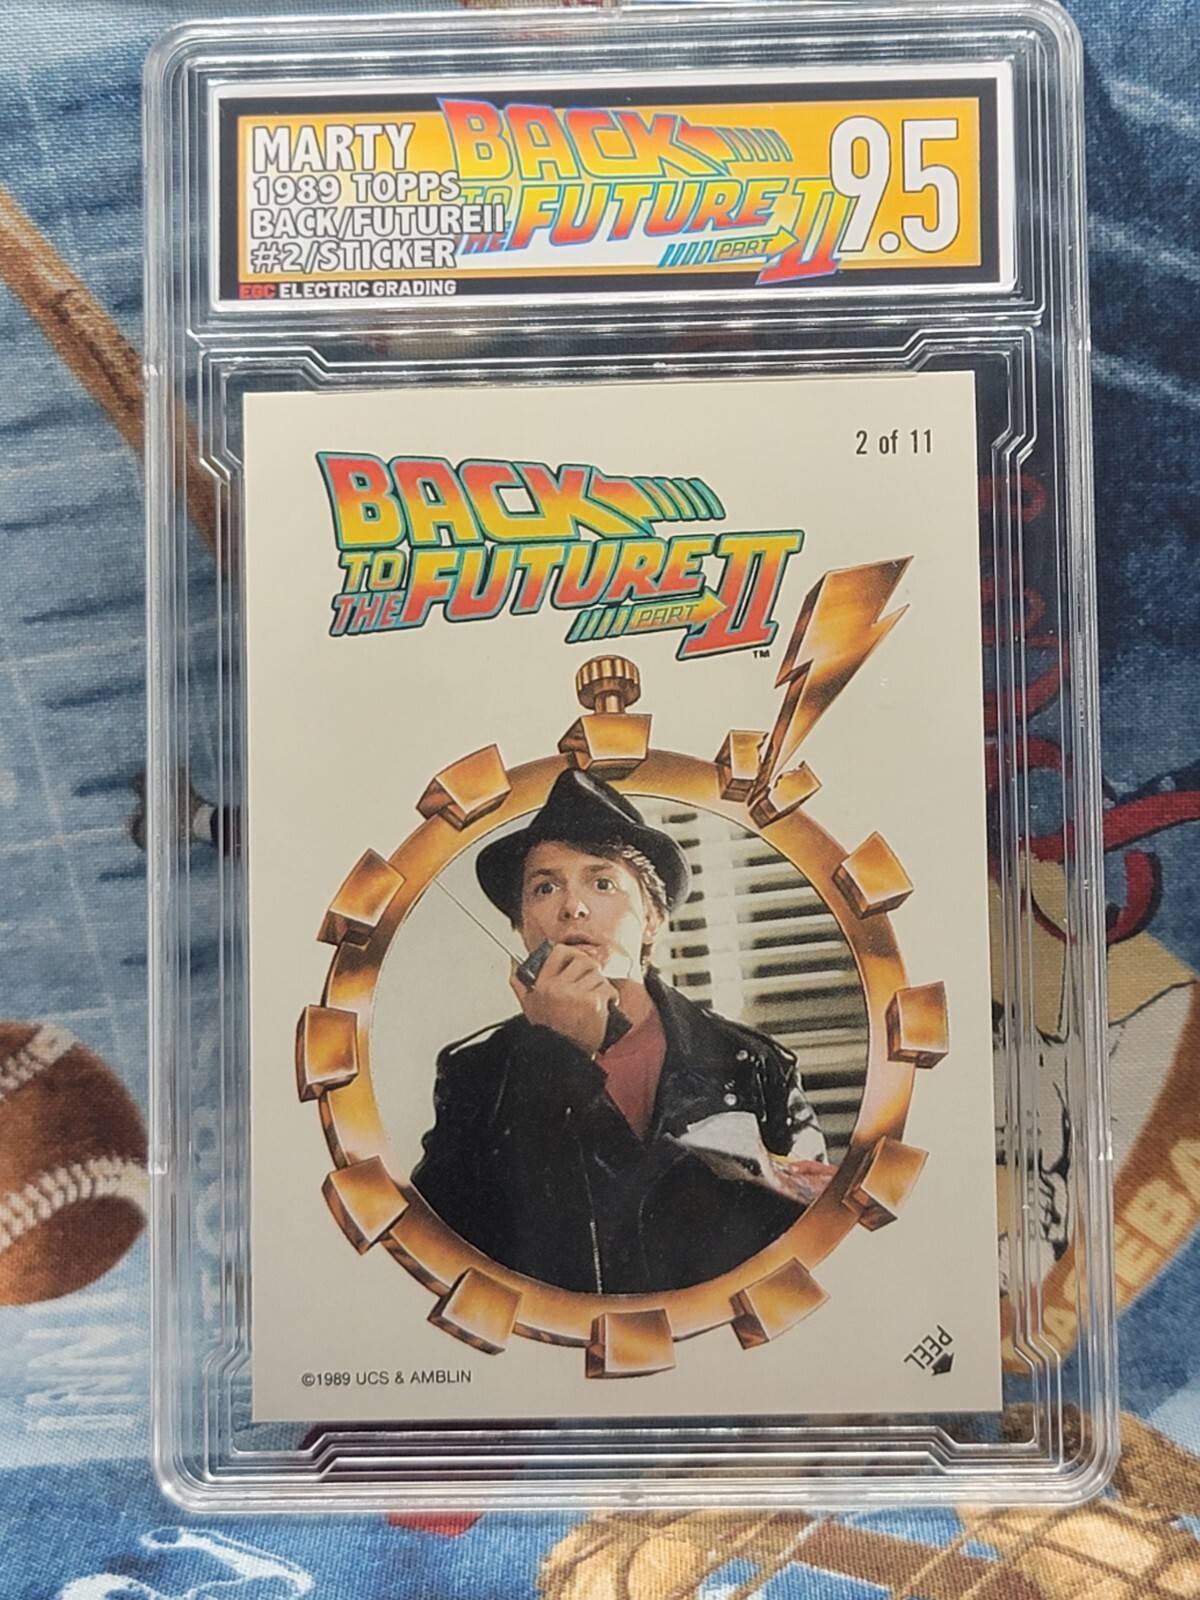 MARTY
1989 TOPPS
BACK/FUTUREII
#2/STICKER
EGC ELECTRIC GRADING
BACK
TO
THE FUTURE
PART II
9.5
2 of 11
BACK
TO
THE FUTURE
PART II
TM
PEEL
©1989 UCS & AMBLIN
IN